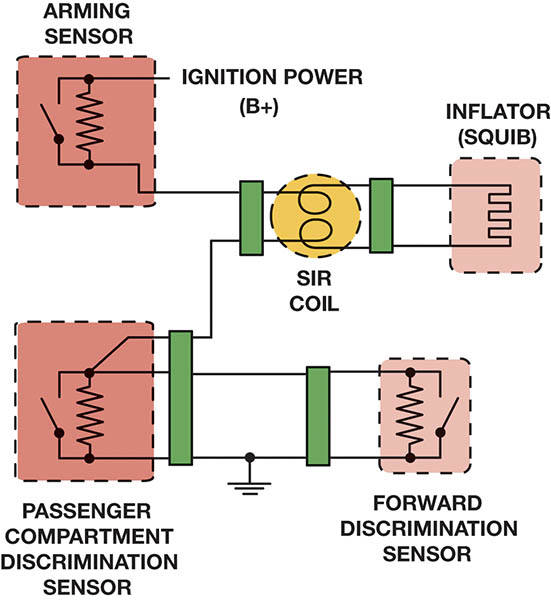 ARMING
SENSOR
IGNITION POWER
(B+)
INFLATOR
(SQUIB)
SIR
COIL
PASSENGER
COMPARTMENT
DISCRIMINATION
SENSOR
FORWARD
DISCRIMINATION
SENSOR